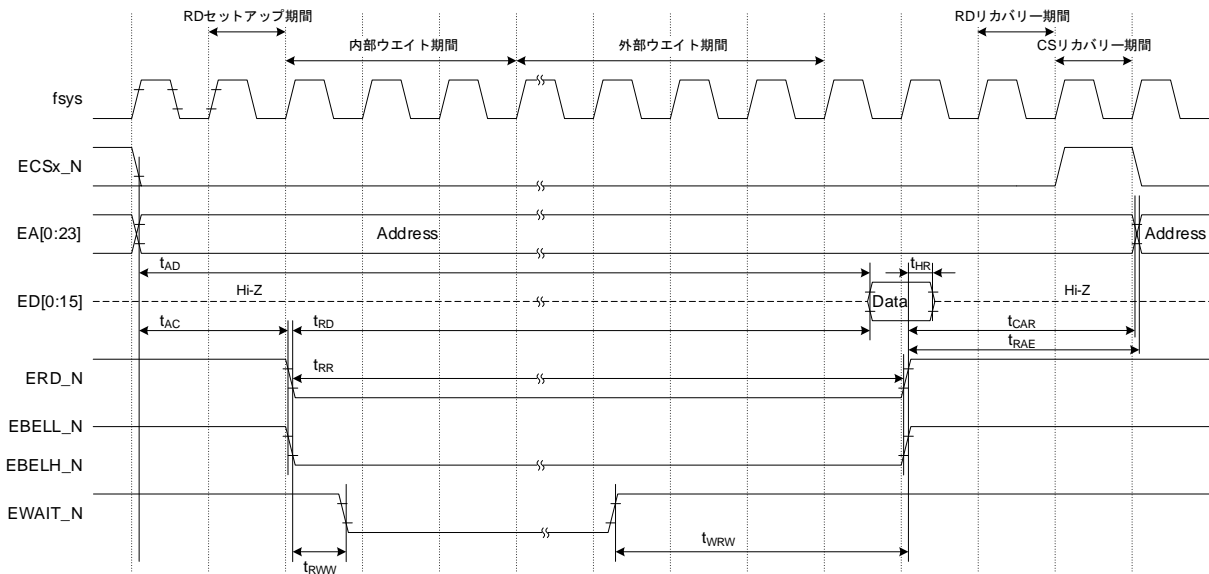 RDセットアップ期間
RDリカバリー期間
内部ウエイト期間
外部ウエイト期間
CSリカバリー期間
fsys
ECSx_N
EA[0:23]
Address
Address
tAD
tHR
ED[0:15]
Hi-Z
Data
Hi-Z
tAC
tRD
tCAR
tRAE
ERD_N
tRR
EBELL_N
EBELH_N
EWAIT_N
tRWW
tWRW